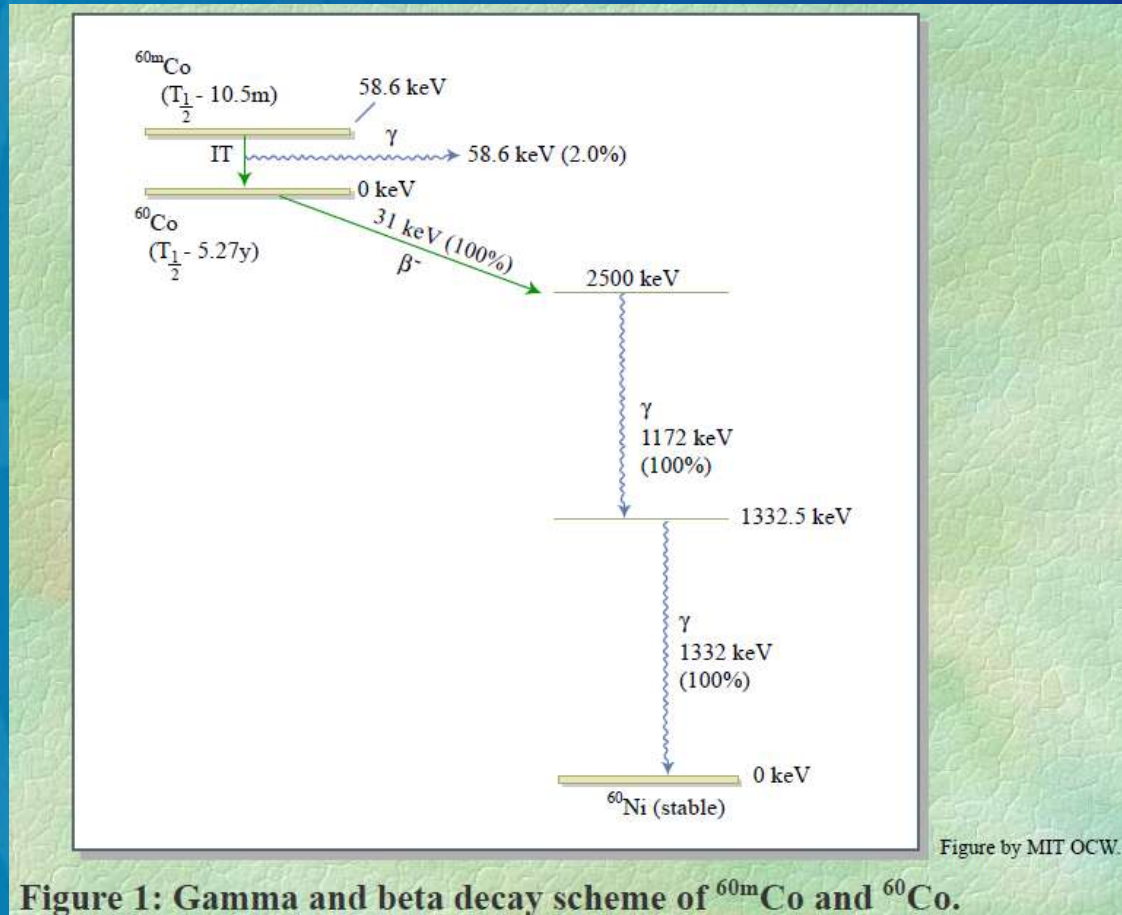 60mCo
(T1/2 - 10.5m)
58.6 keV
γ
IT
58.6 keV (2.0%)
0 keV
60Co
(T1/2 - 5.27y)
31 keV (100%)
β-
2500 keV
γ
1172 keV
(100%)
1332.5 keV
γ
1332 keV
(100%)
0 keV
60Ni (stable)
Figure by MIT OCW.
Figure 1: Gamma and beta decay scheme of 60mCo and 60Co.